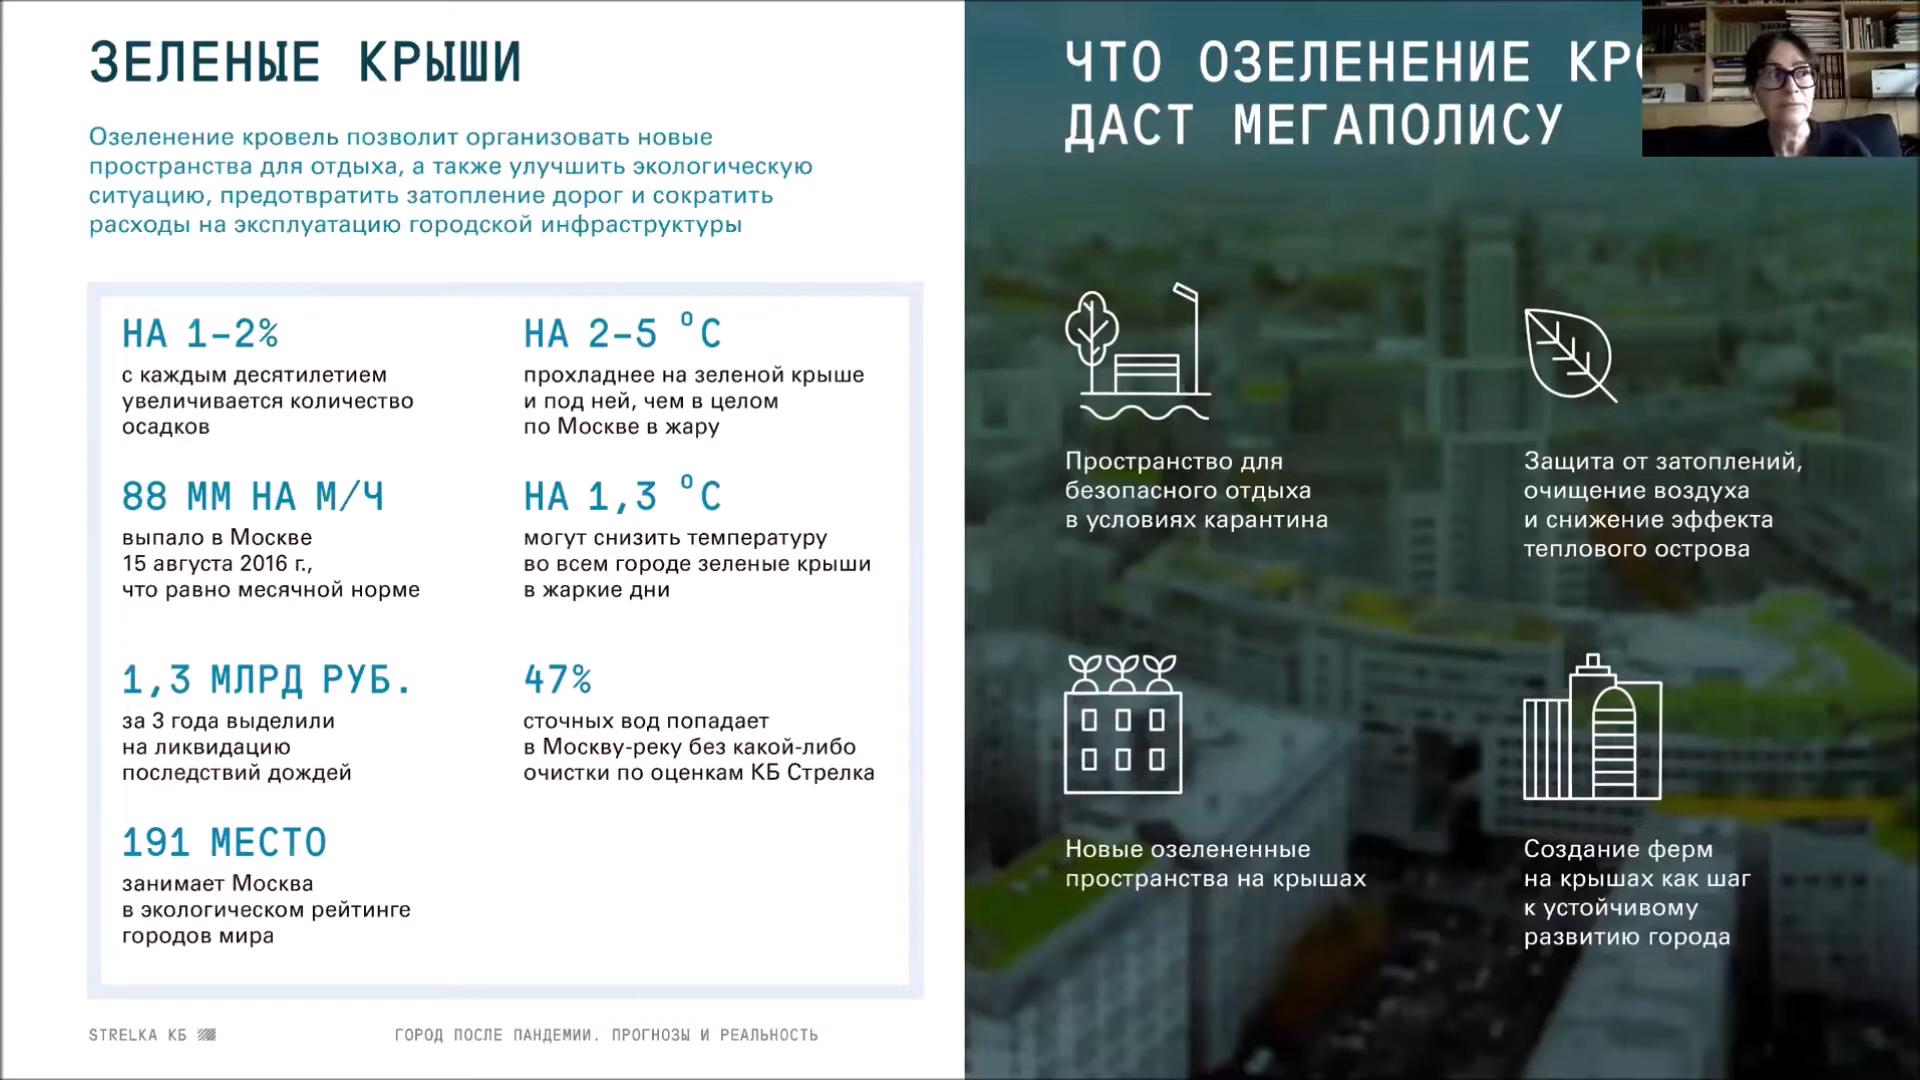 ЗЕЛЕНЫЕ КРЫШИ
Озеленение кровель позволит организовать новые
пространства для отдыха, а также улучшить экологическую
ситуацию, предотвратить затопление дорог и сократить
расходы на эксплуатацию городской инфраструктуры
НА 1–2%
с каждым десятилетием
увеличивается количество
осадков
НА 2–5 °С
прохладнее на зеленой крыше
и под ней, чем в целом
по Москве в жару
88 ММ НА М/Ч
выпало в Москве
15 августа 2016 г.,
что равно месячной норме
НА 1,3 °С
могут снизить температуру
во всем городе зеленые крыши
в жаркие дни
1,3 МЛРД РУБ.
за 3 года выделили
на ликвидацию
последствий дождей
47%
сточных вод попадает
в Москву-реку без какой-либо
очистки по оценкам КБ Стрелка
191 МЕСТО
занимает Москва
в экологическом рейтинге
городов мира
STRELKA КБ
ГОРОД ПОСЛЕ ПАНДЕМИИ. ПРОГНОЗЫ И РЕАЛЬНОСТЬ
ЧТО ОЗЕЛЕНЕНИЕ
ДАСТ МЕГАПОЛИСУ
Пространство для
безопасного отдыха
в условиях карантина
Защита от затоплений,
очищение воздуха
и снижение эффекта
теплового острова
Новые озелененные
пространства на крышах
Создание ферм
на крышах как шаг
к устойчивому
развитию города